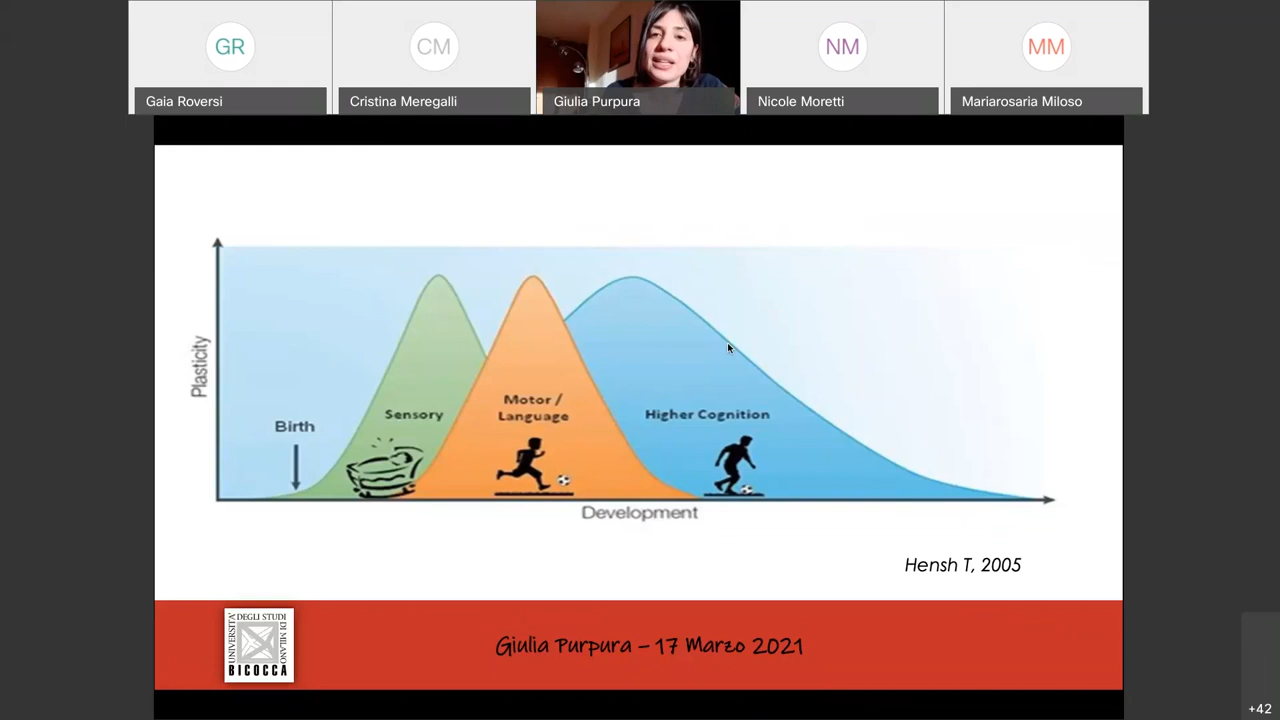 GR
CM
NM
MM
Gaia Roversi
Cristina Meregalli
Giulia Purpura
Nicole Moretti
Mariarosaria Miloso
Plasticity
Birth
Sensory
Motor /
Language
Higher Cognition
Development
Hensh T, 2005
UNIVERSITA'
DEGLI STUDI
DI MILANO
BICOCCA
Giulia Purpura – 17 Marzo 2021
+42